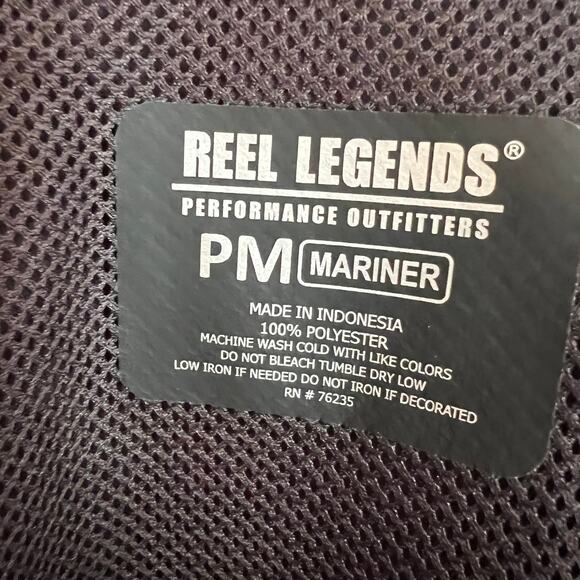 REEL LEGENDS®
PERFORMANCE OUTFITTERS
PM MARINER
MADE IN INDONESIA
100% POLYESTER
MACHINE WASH COLD WITH LIKE COLORS
DO NOT BLEACH TUMBLE DRY LOW
LOW IRON IF NEEDED DO NOT IRON IF DECORATED
RN # 76235